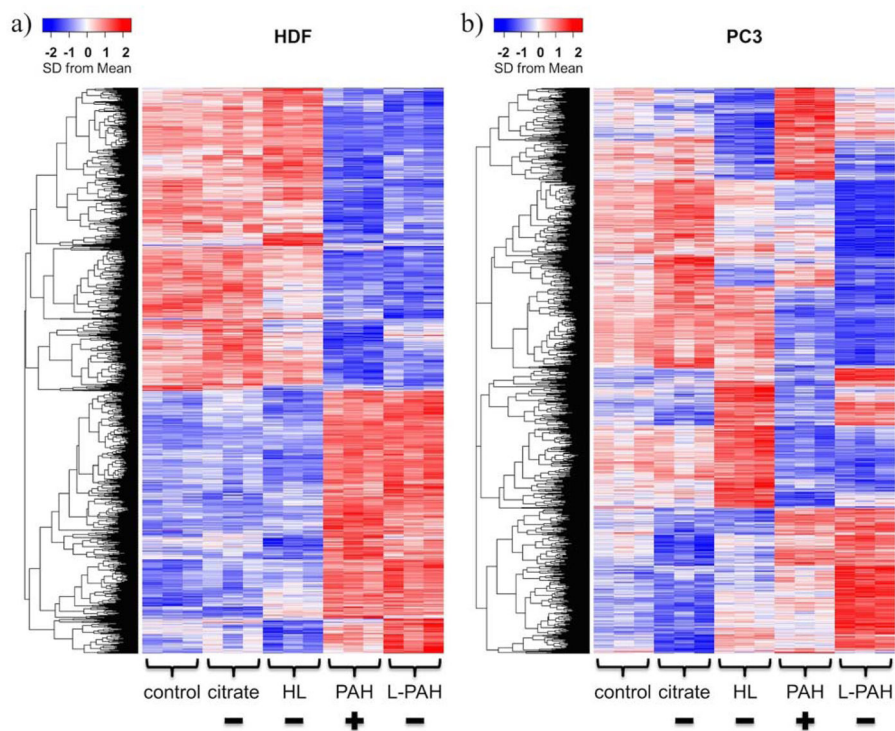 a)
HDF
-2 -1 0 1 2
SD from Mean
control citrate HL PAH L-PAH
− − + −
b)
PC3
-2 -1 0 1 2
SD from Mean
control citrate HL PAH L-PAH
− − + −